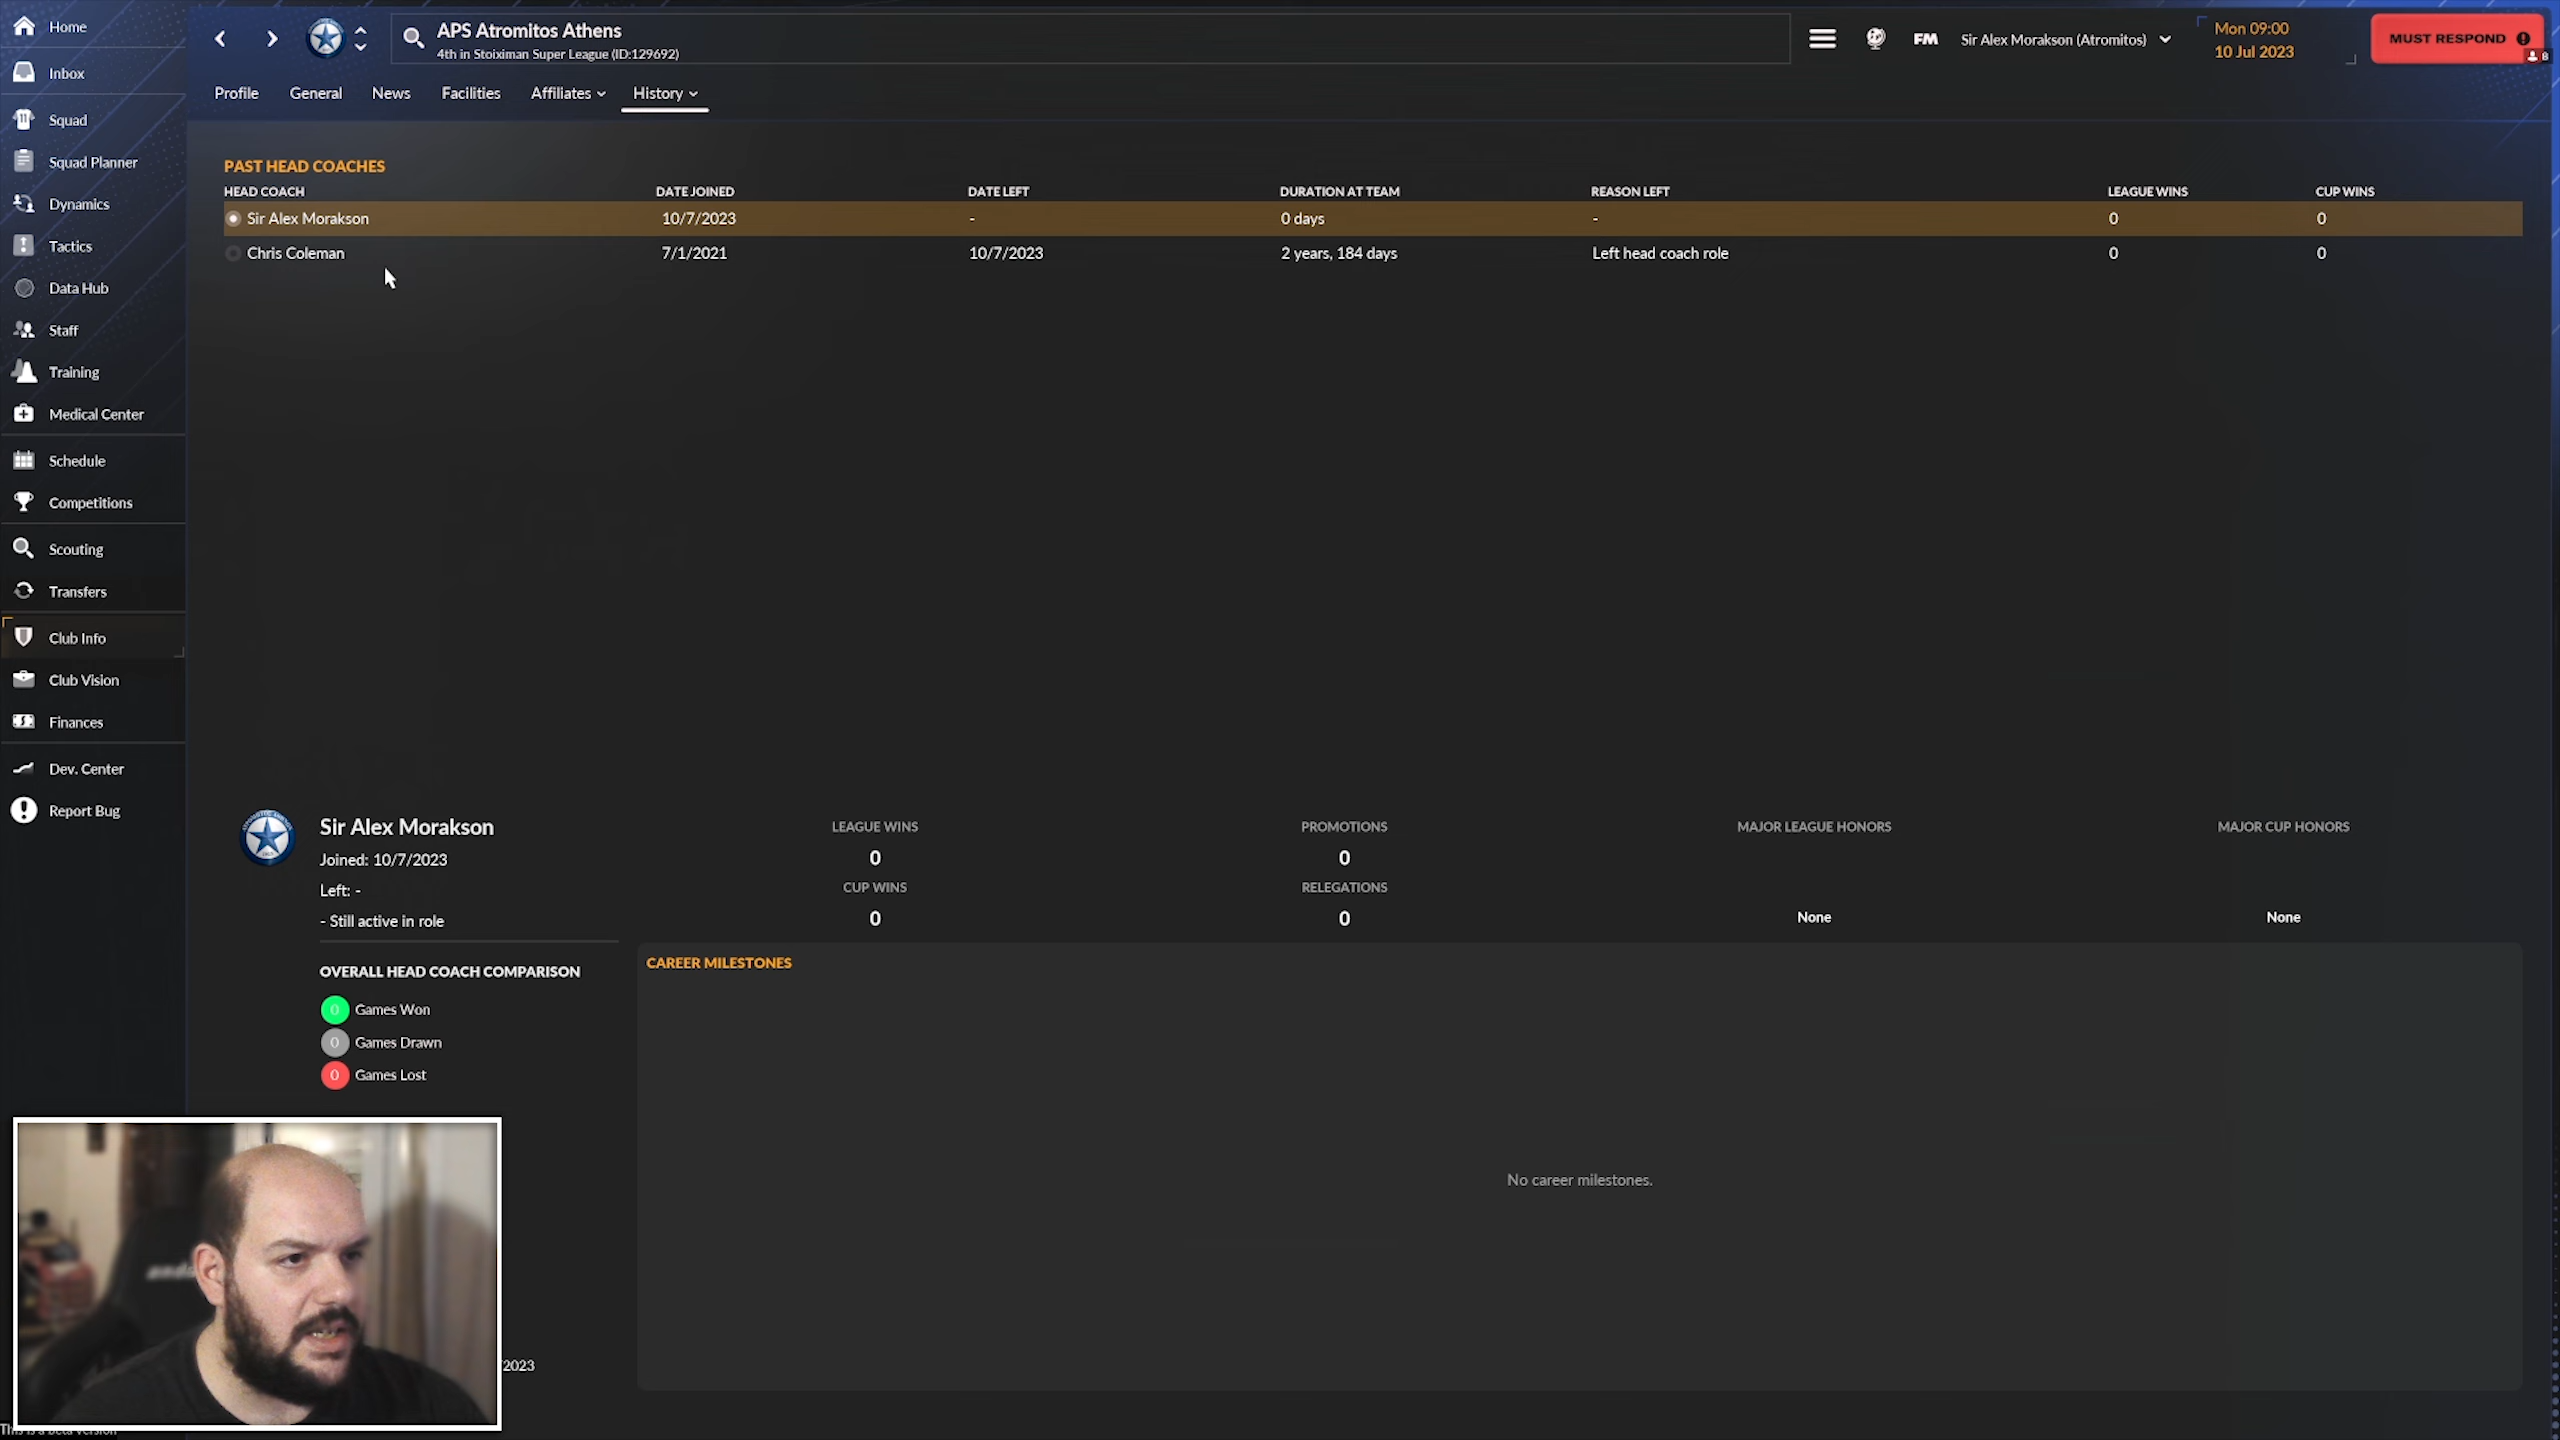 Home
Inbox
Squad
Squad Planner
Dynamics
Tactics
Data Hub
Staff
Training
Medical Center
Schedule
Competitions
Scouting
Transfers
Club Info
Club Vision
Finances
Dev. Center
Report Bug
APS Atromitos Athens
4th in Stoiximan Super League (ID:129692)
FM
Sir Alex Morakson (Atromitos)
Mon 09:00
10 Jul 2023
MUST RESPOND
8
Profile General News Facilities Affiliates History
PAST HEAD COACHES
HEAD COACH DATE JOINED DATE LEFT DURATION AT TEAM REASON LEFT LEAGUE WINS CUP WINS
Sir Alex Morakson 10/7/2023 - 0 days - 0 0
Chris Coleman 7/1/2021 10/7/2023 2 years, 184 days Left head coach role 0 0
Sir Alex Morakson
Joined: 10/7/2023
Left: -
- Still active in role
LEAGUE WINS
0
CUP WINS
0
PROMOTIONS
0
RELEGATIONS
0
MAJOR LEAGUE HONORS
None
MAJOR CUP HONORS
None
OVERALL HEAD COACH COMPARISON
0 Games Won
0 Games Drawn
0 Games Lost
/2023
CAREER MILESTONES
No career milestones.